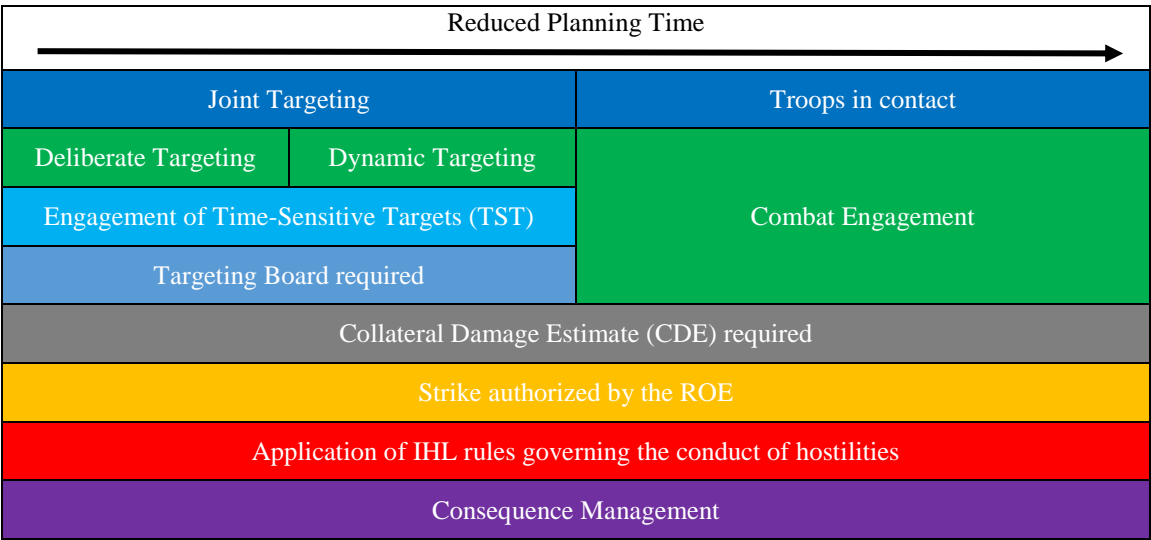 Reduced Planning Time
Joint Targeting
Troops in contact
Deliberate Targeting
Dynamic Targeting
Engagement of Time-Sensitive Targets (TST)
Combat Engagement
Targeting Board required
Collateral Damage Estimate (CDE) required
Strike authorized by the ROE
Application of IHL rules governing the conduct of hostilities
Consequence Management